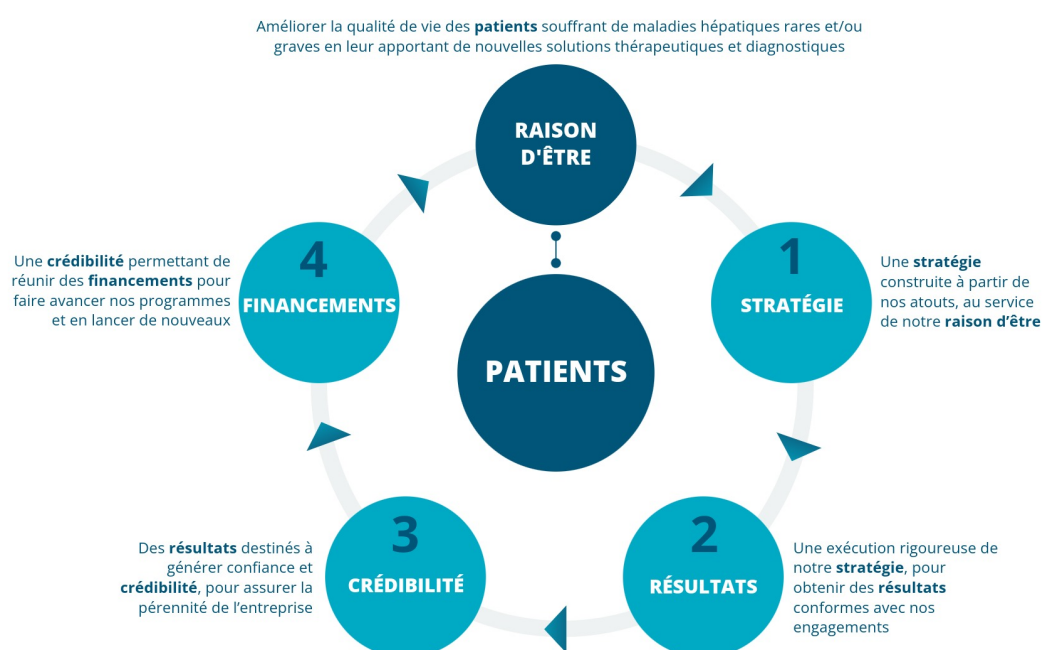 Améliorer la qualité de vie des patients souffrant de maladies hépatiques rares et/ou
graves en leur apportant de nouvelles solutions thérapeutiques et diagnostiques
RAISON
D'ÊTRE
1
STRATÉGIE
Une stratégie
construite à partir de
nos atouts, au service
de notre raison d’être
2
RÉSULTATS
Une exécution rigoureuse de
notre stratégie, pour
obtenir des résultats
conformes avec nos
engagements
3
CRÉDIBILITÉ
Des résultats destinés à
générer confiance et
crédibilité, pour assurer la
pérennité de l’entreprise
4
FINANCEMENTS
Une crédibilité permettant de
réunir des financements pour
faire avancer nos programmes
et en lancer de nouveaux
PATIENTS